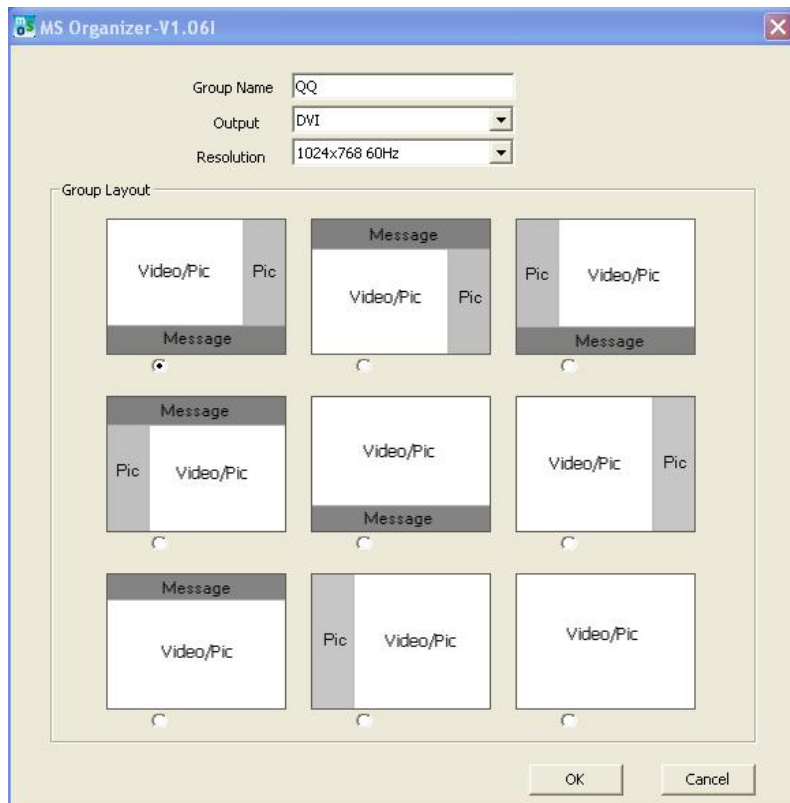 MS Organizer-V1.06I
Group Name QQ
Output DVI
Resolution 1024x768 60Hz
Group Layout
Video/Pic Pic
Message
Message
Video/Pic Pic
Pic Video/Pic
Message
Message
Pic Video/Pic
Video/Pic
Message
Video/Pic Pic
Message
Video/Pic
Pic Video/Pic
Video/Pic
OK Cancel